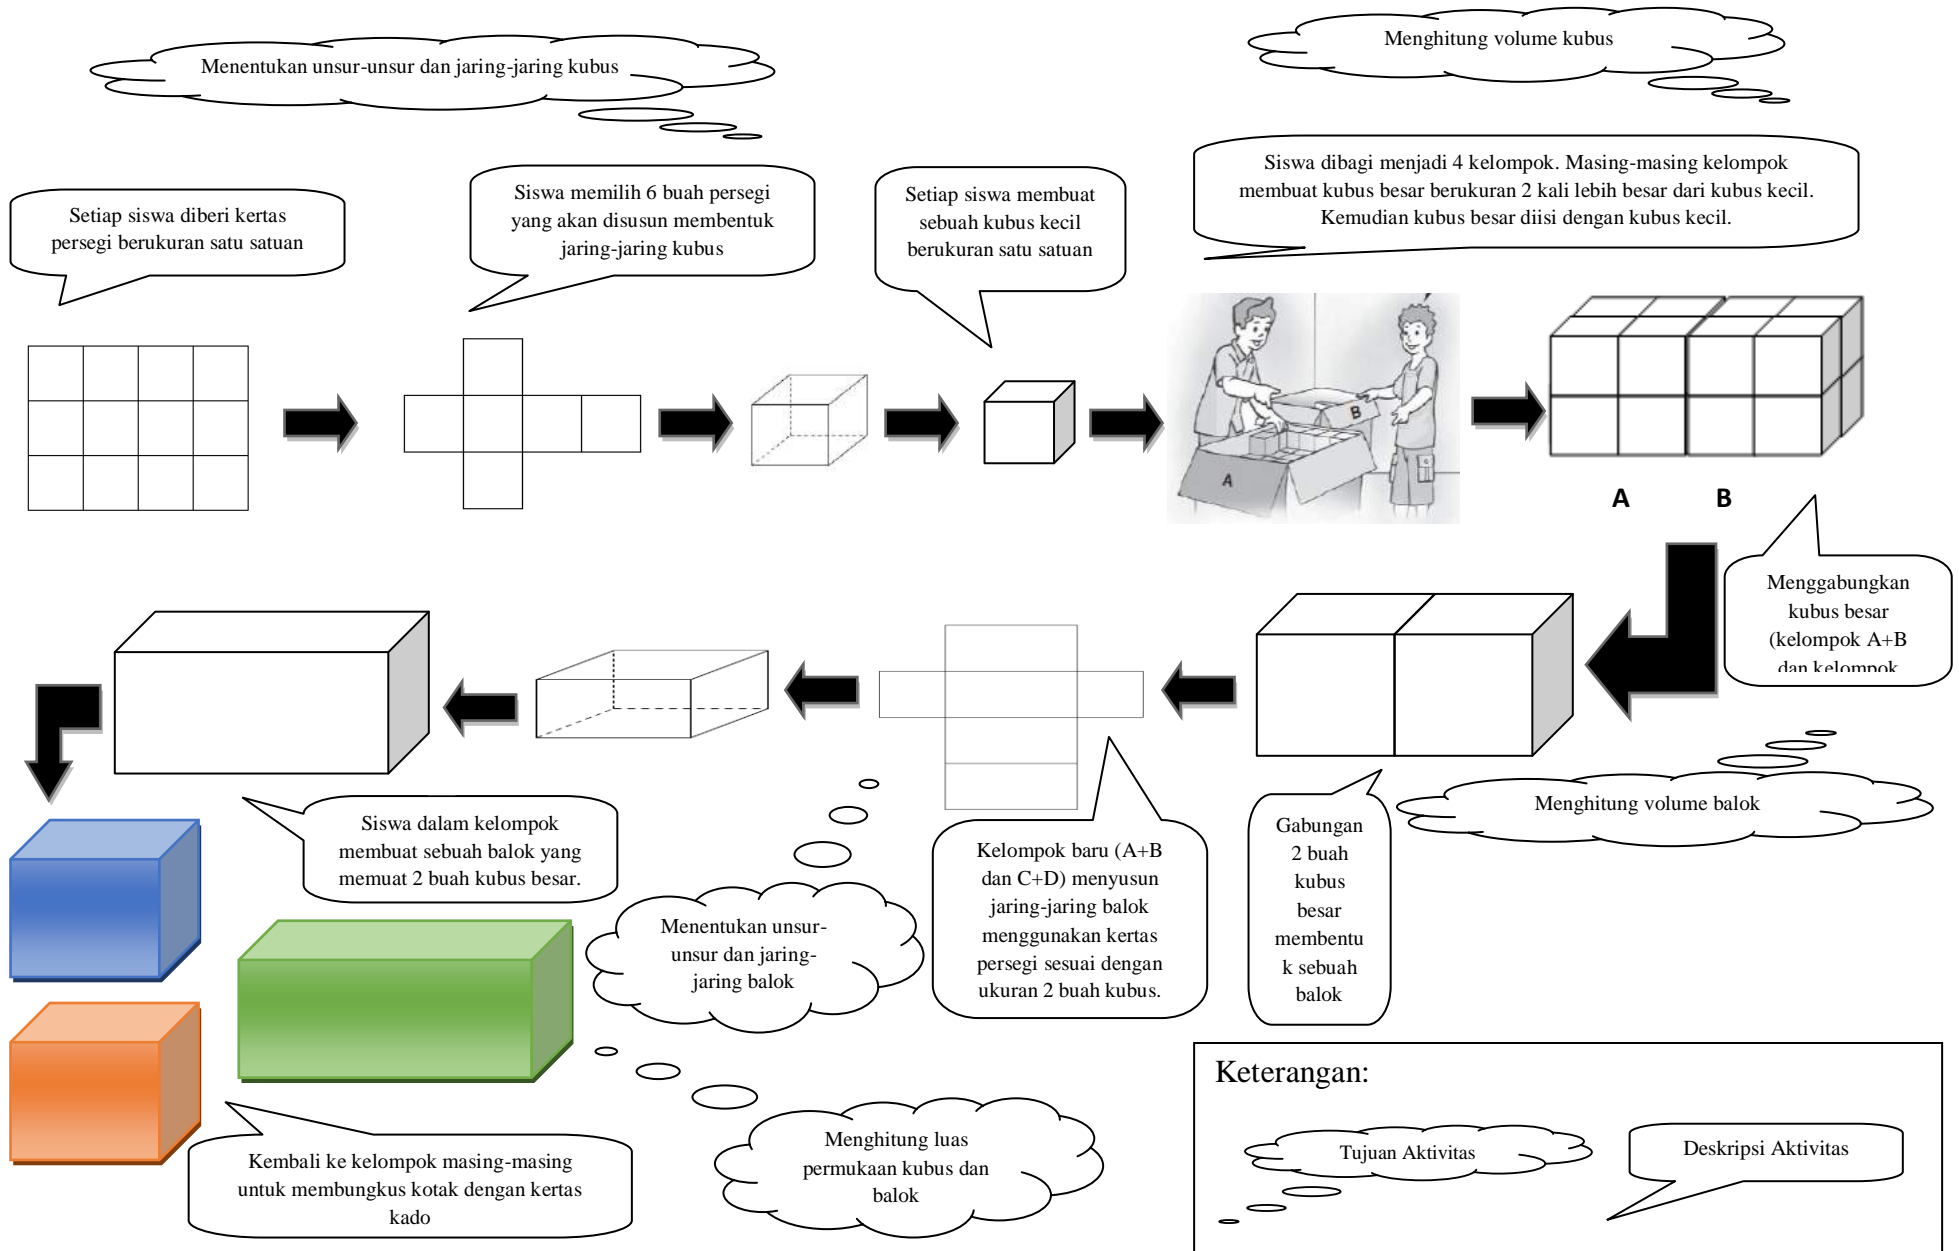 Menentukan unsur-unsur dan jaring-jaring kubus
Menghitung volume kubus
Setiap siswa diberi kertas
persegi berukuran satu satuan
Siswa memilih 6 buah persegi
yang akan disusun membentuk
jaring-jaring kubus
Setiap siswa membuat
sebuah kubus kecil
berukuran satu satuan
Siswa dibagi menjadi 4 kelompok. Masing-masing kelompok
membuat kubus besar berukuran 2 kali lebih besar dari kubus kecil.
Kemudian kubus besar diisi dengan kubus kecil.
B
A
A
B
Menggabungkan
kubus besar
(kelompok A+B
dan kelompok
Menghitung volume balok
Gabungan
2 buah
kubus
besar
membentu
k sebuah
balok
Kelompok baru (A+B
dan C+D) menyusun
jaring-jaring balok
menggunakan kertas
persegi sesuai dengan
ukuran 2 buah kubus.
Menentukan unsur-
unsur dan jaring-
jaring balok
Siswa dalam kelompok
membuat sebuah balok yang
memuat 2 buah kubus besar.
Kembali ke kelompok masing-masing
untuk membungkus kotak dengan kertas
kado
Menghitung luas
permukaan kubus dan
balok
Keterangan:
Tujuan Aktivitas
Deskripsi Aktivitas